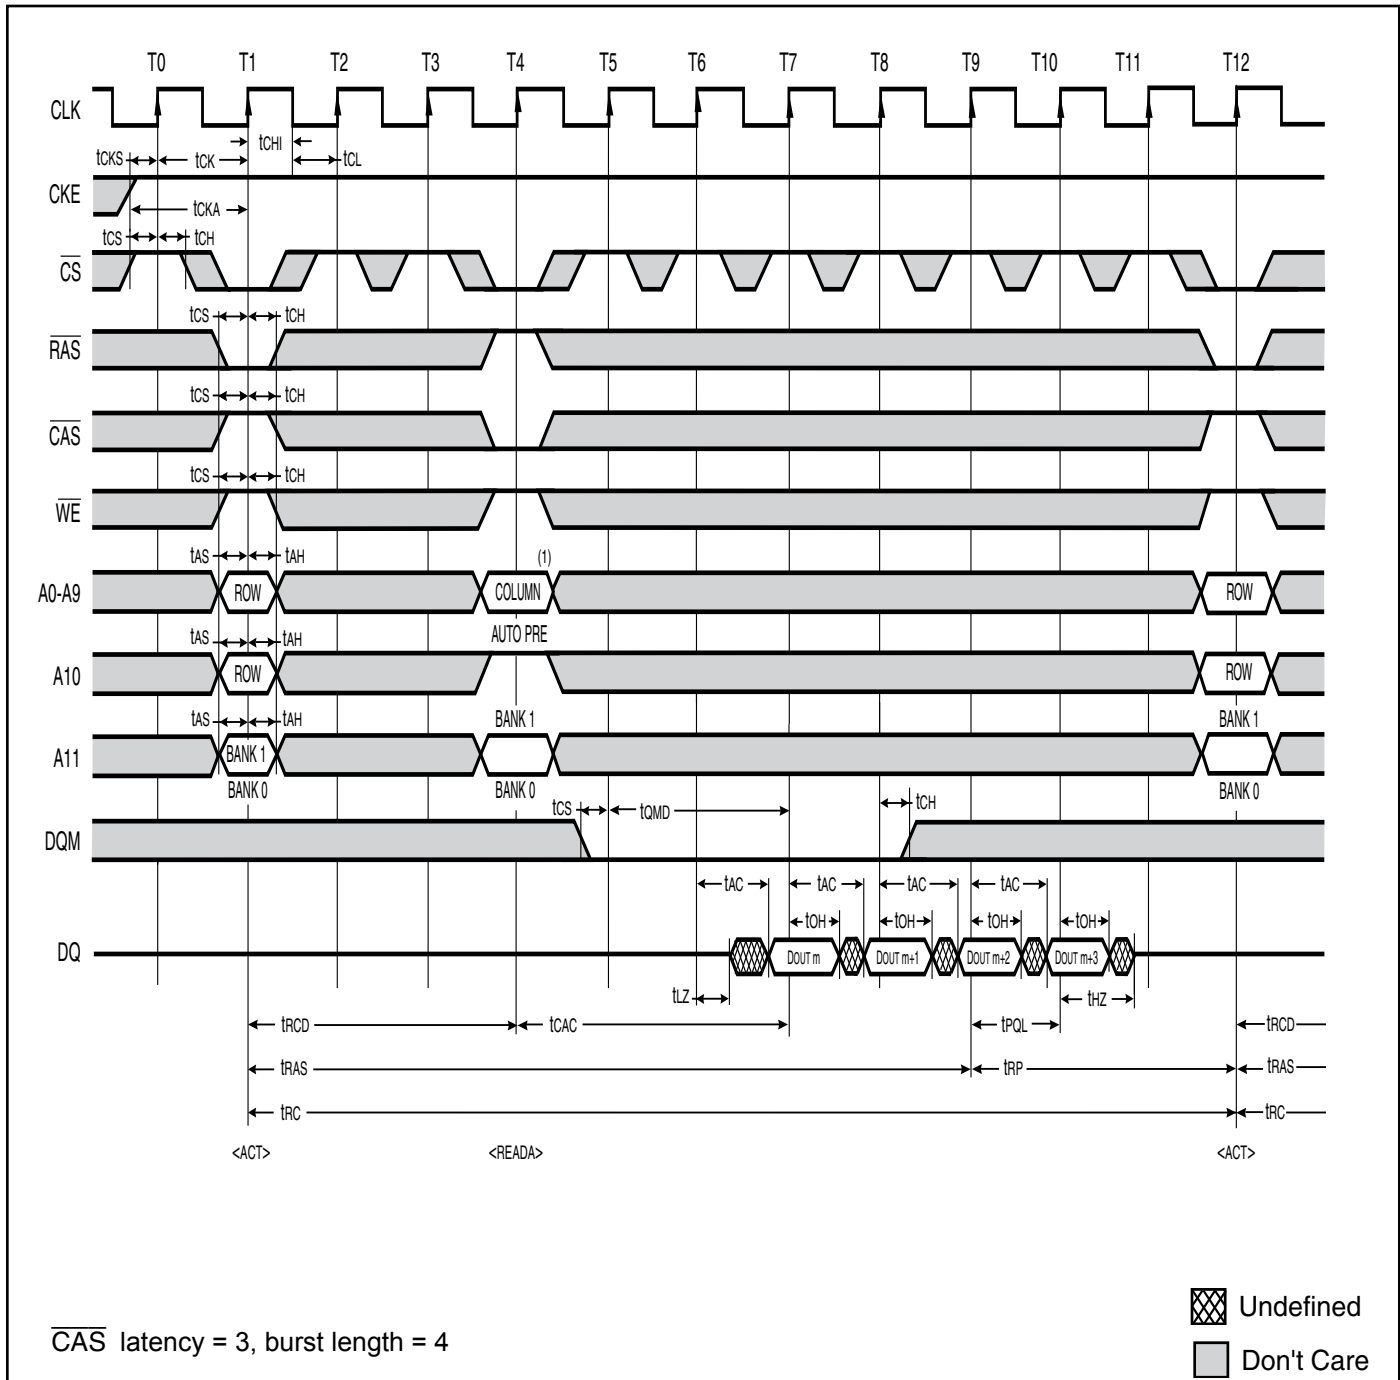 T0 T1 T2 T3 T4 T5 T6 T7 T8 T9 T10 T11 T12
CLK
tCHI
tCKS tCK tCL
CKE
tCKA
tCS tCH
CS
tCS tCH
RAS
tCS tCH
CAS
tCS tCH
WE
tAS tAH (1)
A0-A9 ROW COLUMN ROW
tAS tAH AUTO PRE
A10 ROW ROW
tAS tAH BANK 1 BANK 1
A11 BANK 1
BANK 0 BANK 0 BANK 0
tCS tQMD tCH
DQM
tAC tAC tAC tAC
tOH tOH tOH tOH
DQ DOUT m DOUT m+1 DOUT m+2 DOUT m+3
tLZ tHZ
tRCD tCAC tPQL tRCD
tRAS tRP tRAS
tRC tRC
<ACT> <READA> <ACT>
Undefined
CAS latency = 3, burst length = 4
Don't Care